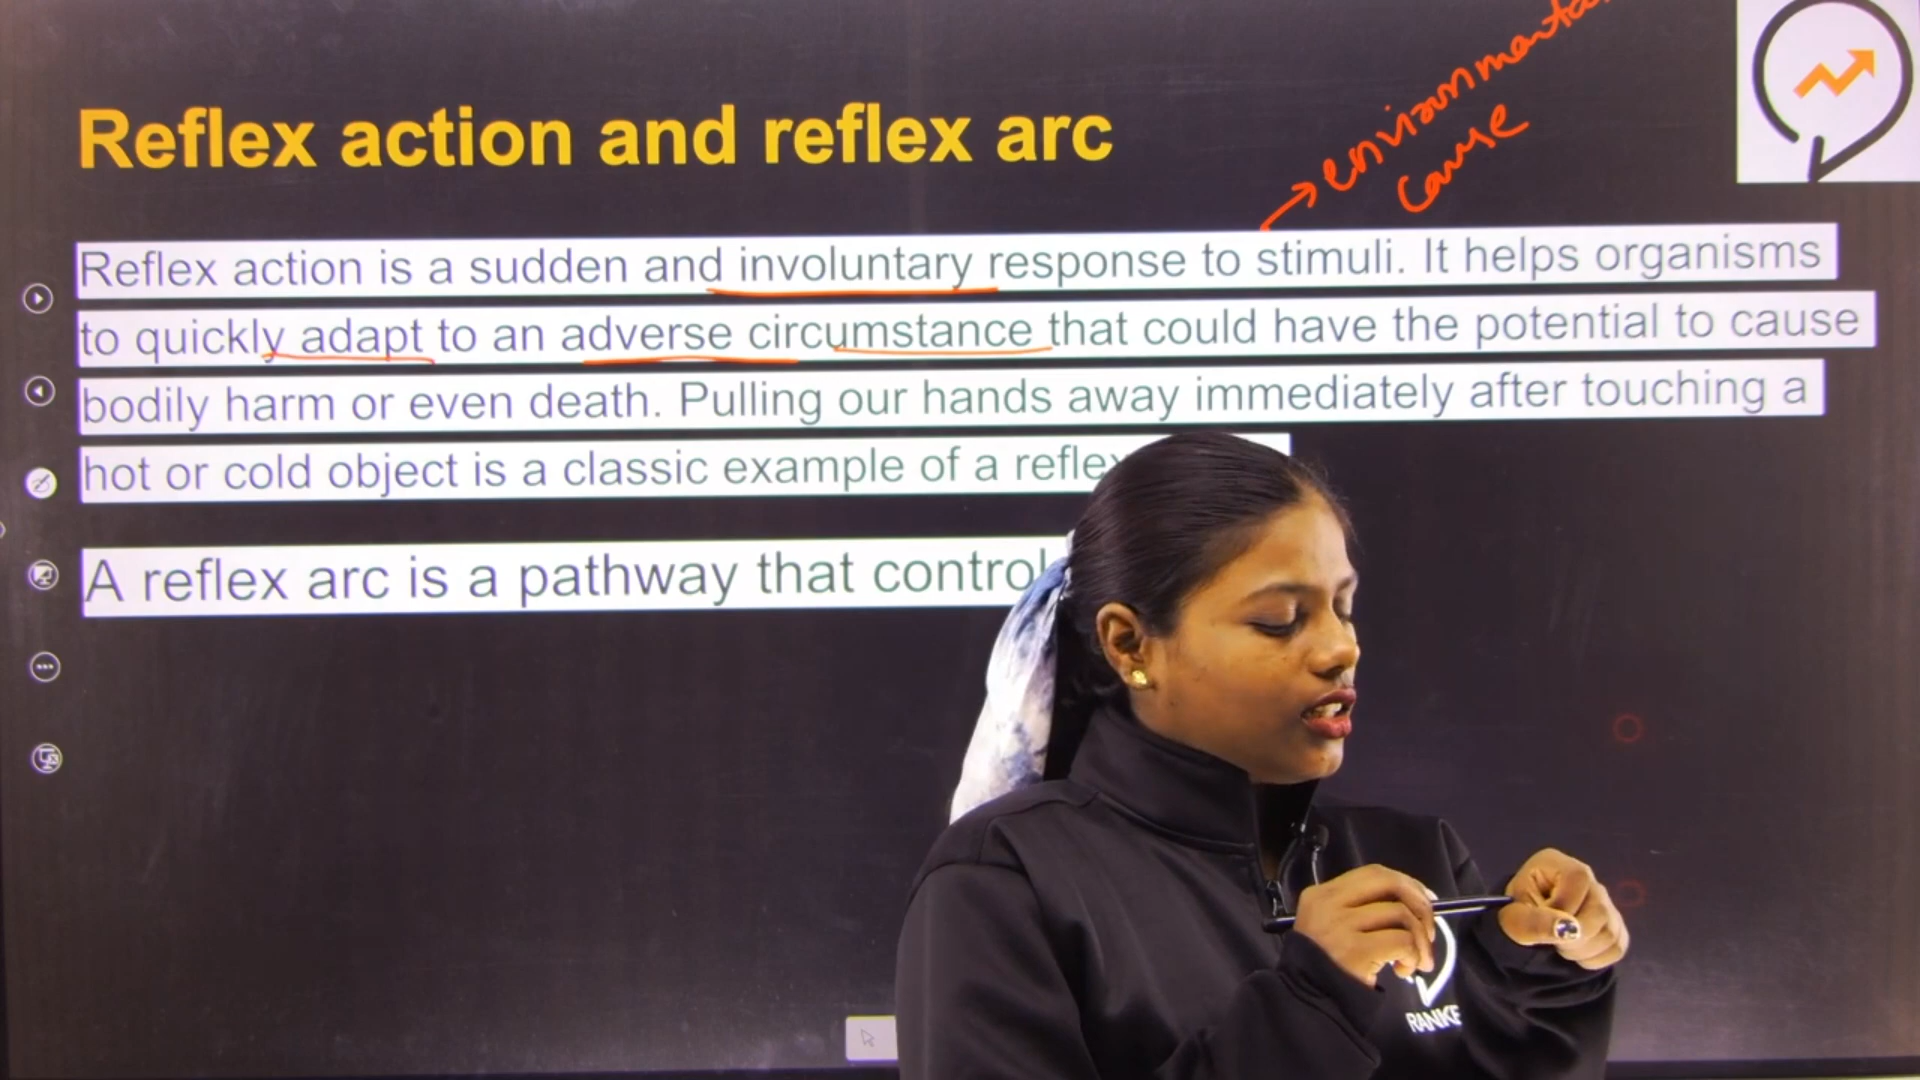 environmenta
cause
Reflex action and reflex arc
Reflex action is a sudden and involuntary response to stimuli. It helps organisms
to quickly adapt to an adverse circumstance that could have the potential to cause
bodily harm or even death. Pulling our hands away immediately after touching a
hot or cold object is a classic example of a reflex
A reflex arc is a pathway that control
RANKE